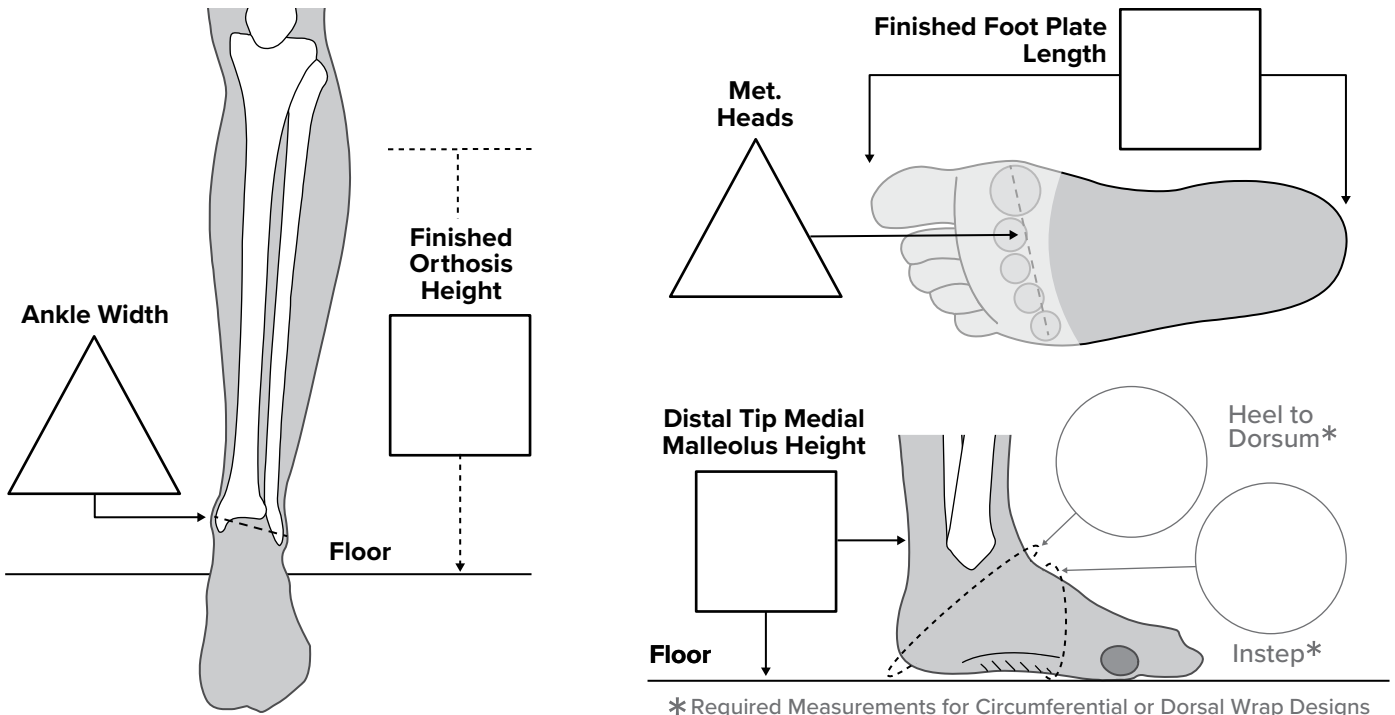 Finished Foot Plate
Length
Met.
Heads
Finished
Orthosis
Height
Ankle Width
Floor
Distal Tip Medial
Malleolus Height
Heel to
Dorsum*
Floor
Instep*
* Required Measurements for Circumferential or Dorsal Wrap Designs